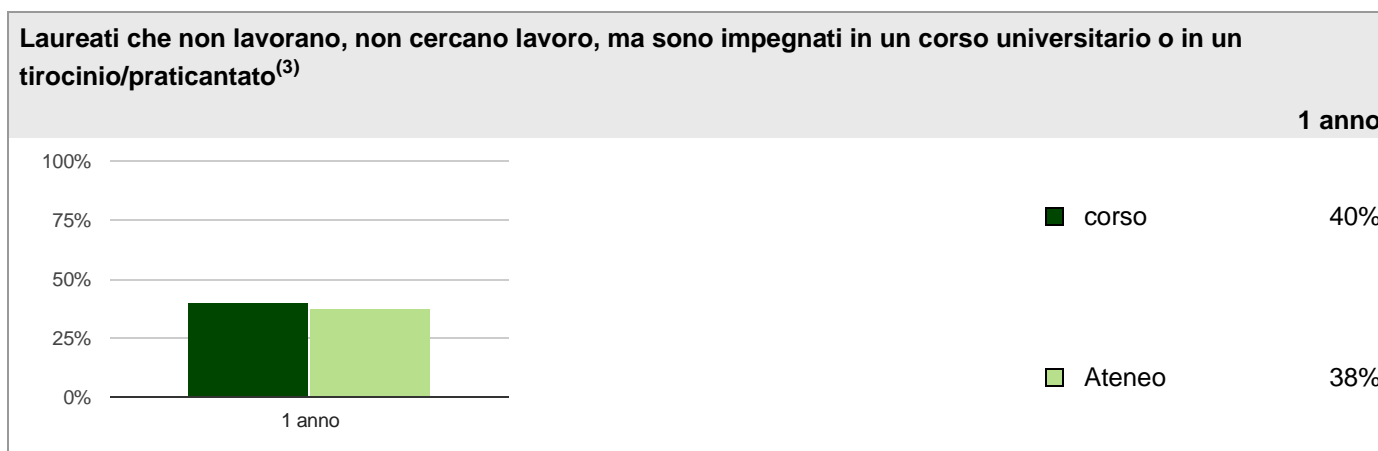 Laureati che non lavorano, non cercano lavoro, ma sono impegnati in un corso universitario o in un
tirocinio/praticantato(3)
1 anno
100%
75%
50%
25%
0%
1 anno
corso 40%
Ateneo 38%